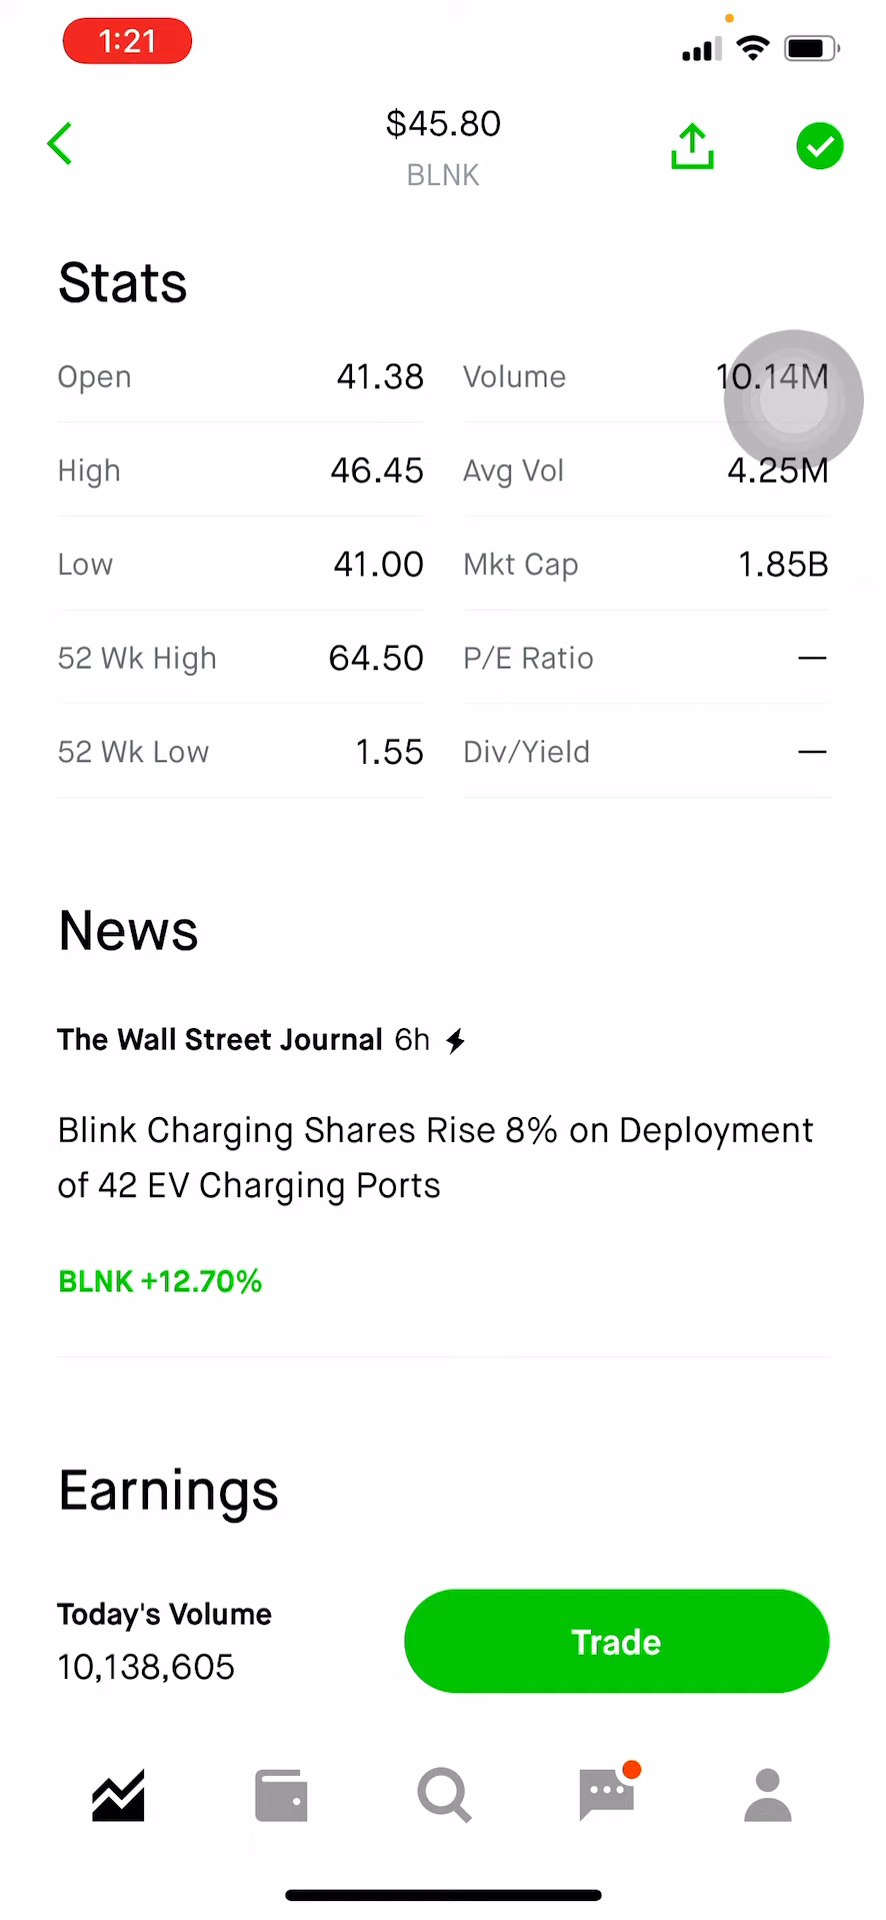 1:21
$45.80
BLNK
Stats
Open 41.38 Volume 10.14M
High 46.45 Avg Vol 4.25M
Low 41.00 Mkt Cap 1.85B
52 Wk High 64.50 P/E Ratio —
52 Wk Low 1.55 Div/Yield —
News
The Wall Street Journal 6h
Blink Charging Shares Rise 8% on Deployment
of 42 EV Charging Ports
BLNK +12.70%
Earnings
Today's Volume
10,138,605
Trade